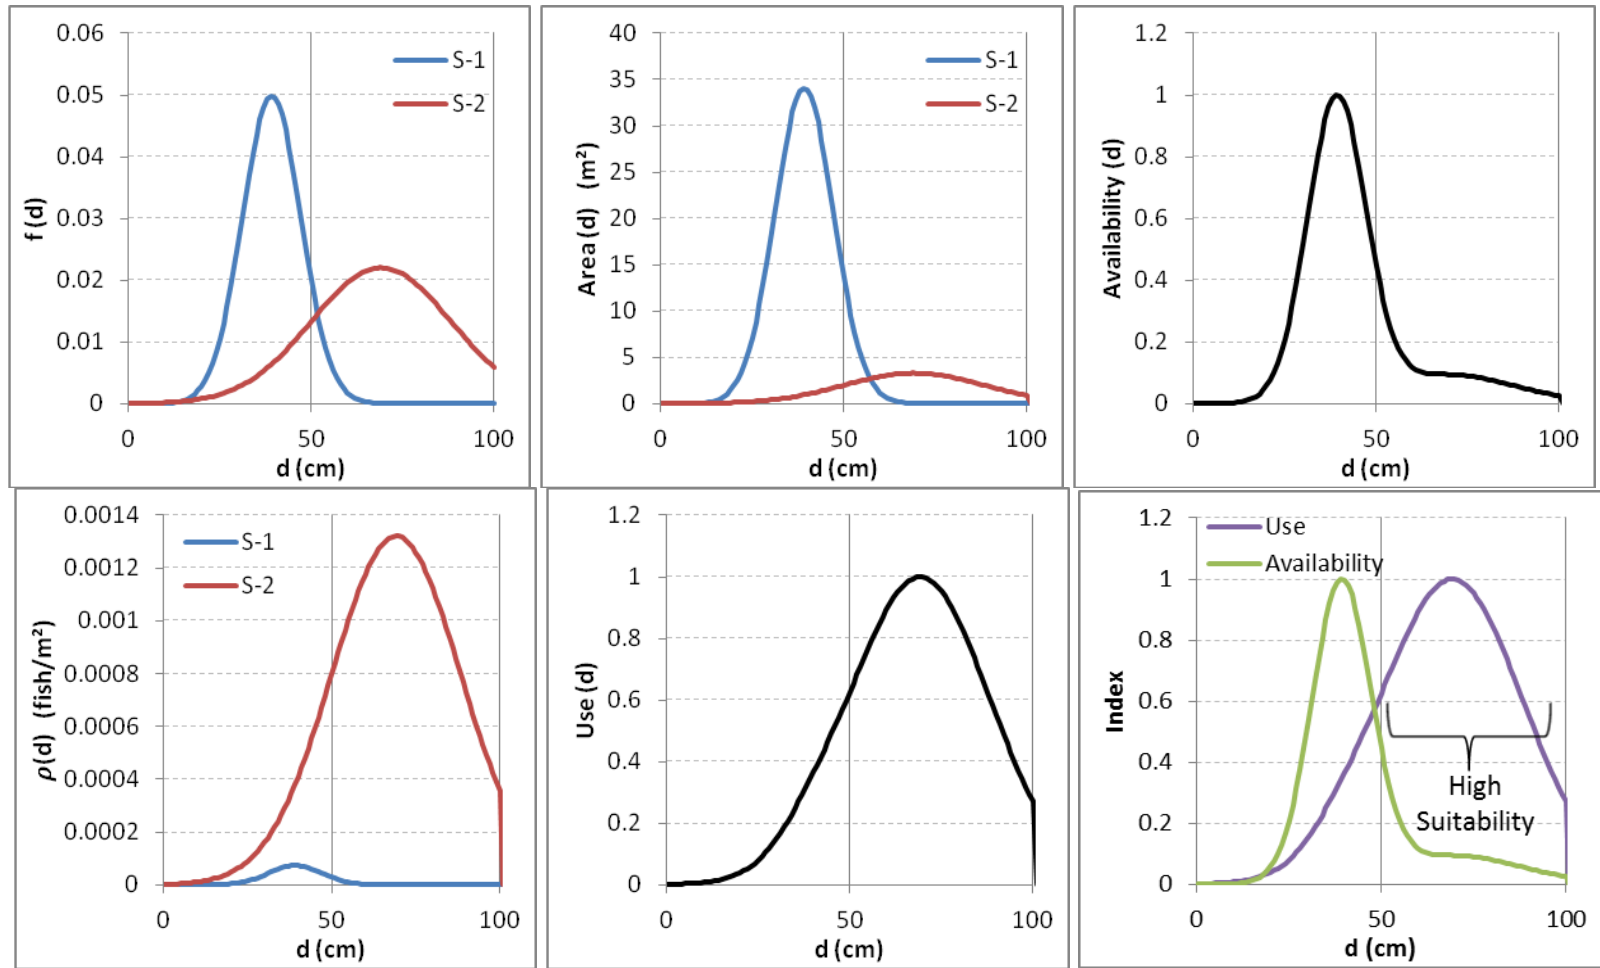 0.06
0.05
0.04
0.03
0.02
0.01
0
f (d)
S-1
S-2
0 50 100
d (cm)
40
35
30
25
20
15
10
5
0
Area (d) (m²)
S-1
S-2
0 50 100
d (cm)
1.2
1
0.8
0.6
0.4
0.2
0
Availability (d)
0 50 100
d (cm)
0.0014
0.0012
0.001
0.0008
0.0006
0.0004
0.0002
0
ρ(d) (fish/m²)
S-1
S-2
0 50 100
d (cm)
1.2
1
0.8
0.6
0.4
0.2
0
Use (d)
0 50 100
d (cm)
1.2
1
0.8
0.6
0.4
0.2
0
Index
Use
Availability
High
Suitability
0 50 100
d (cm)